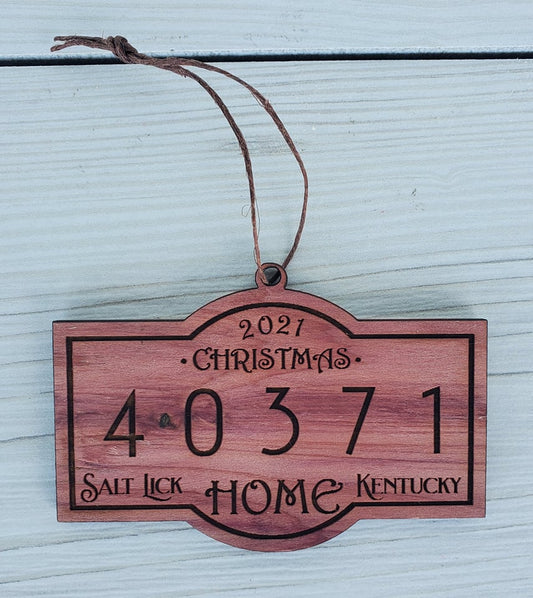 2021
·CHRISTMAS·
40371
SALT LICK HOME KENTUCKY